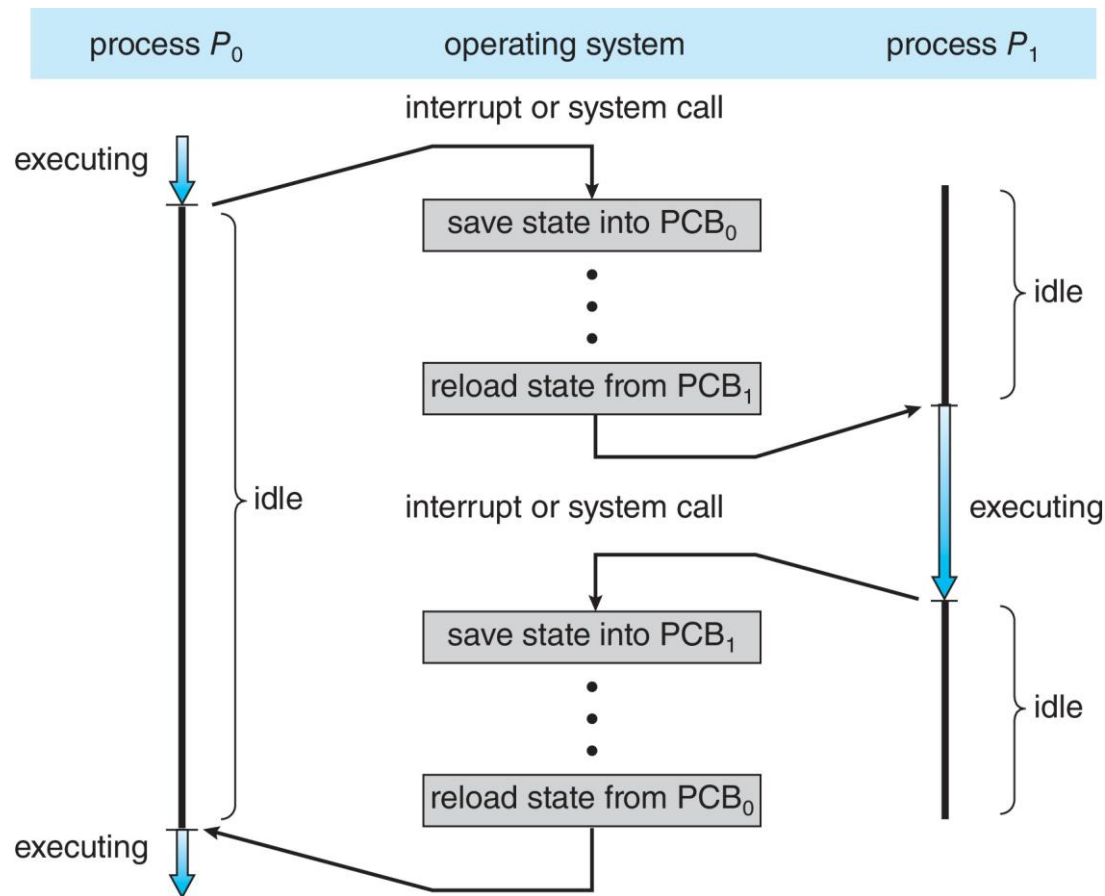 process P₀ operating system process P₁
interrupt or system call
executing
save state into PCB₀
idle
reload state from PCB₁
idle
interrupt or system call
executing
save state into PCB₁
idle
reload state from PCB₀
executing